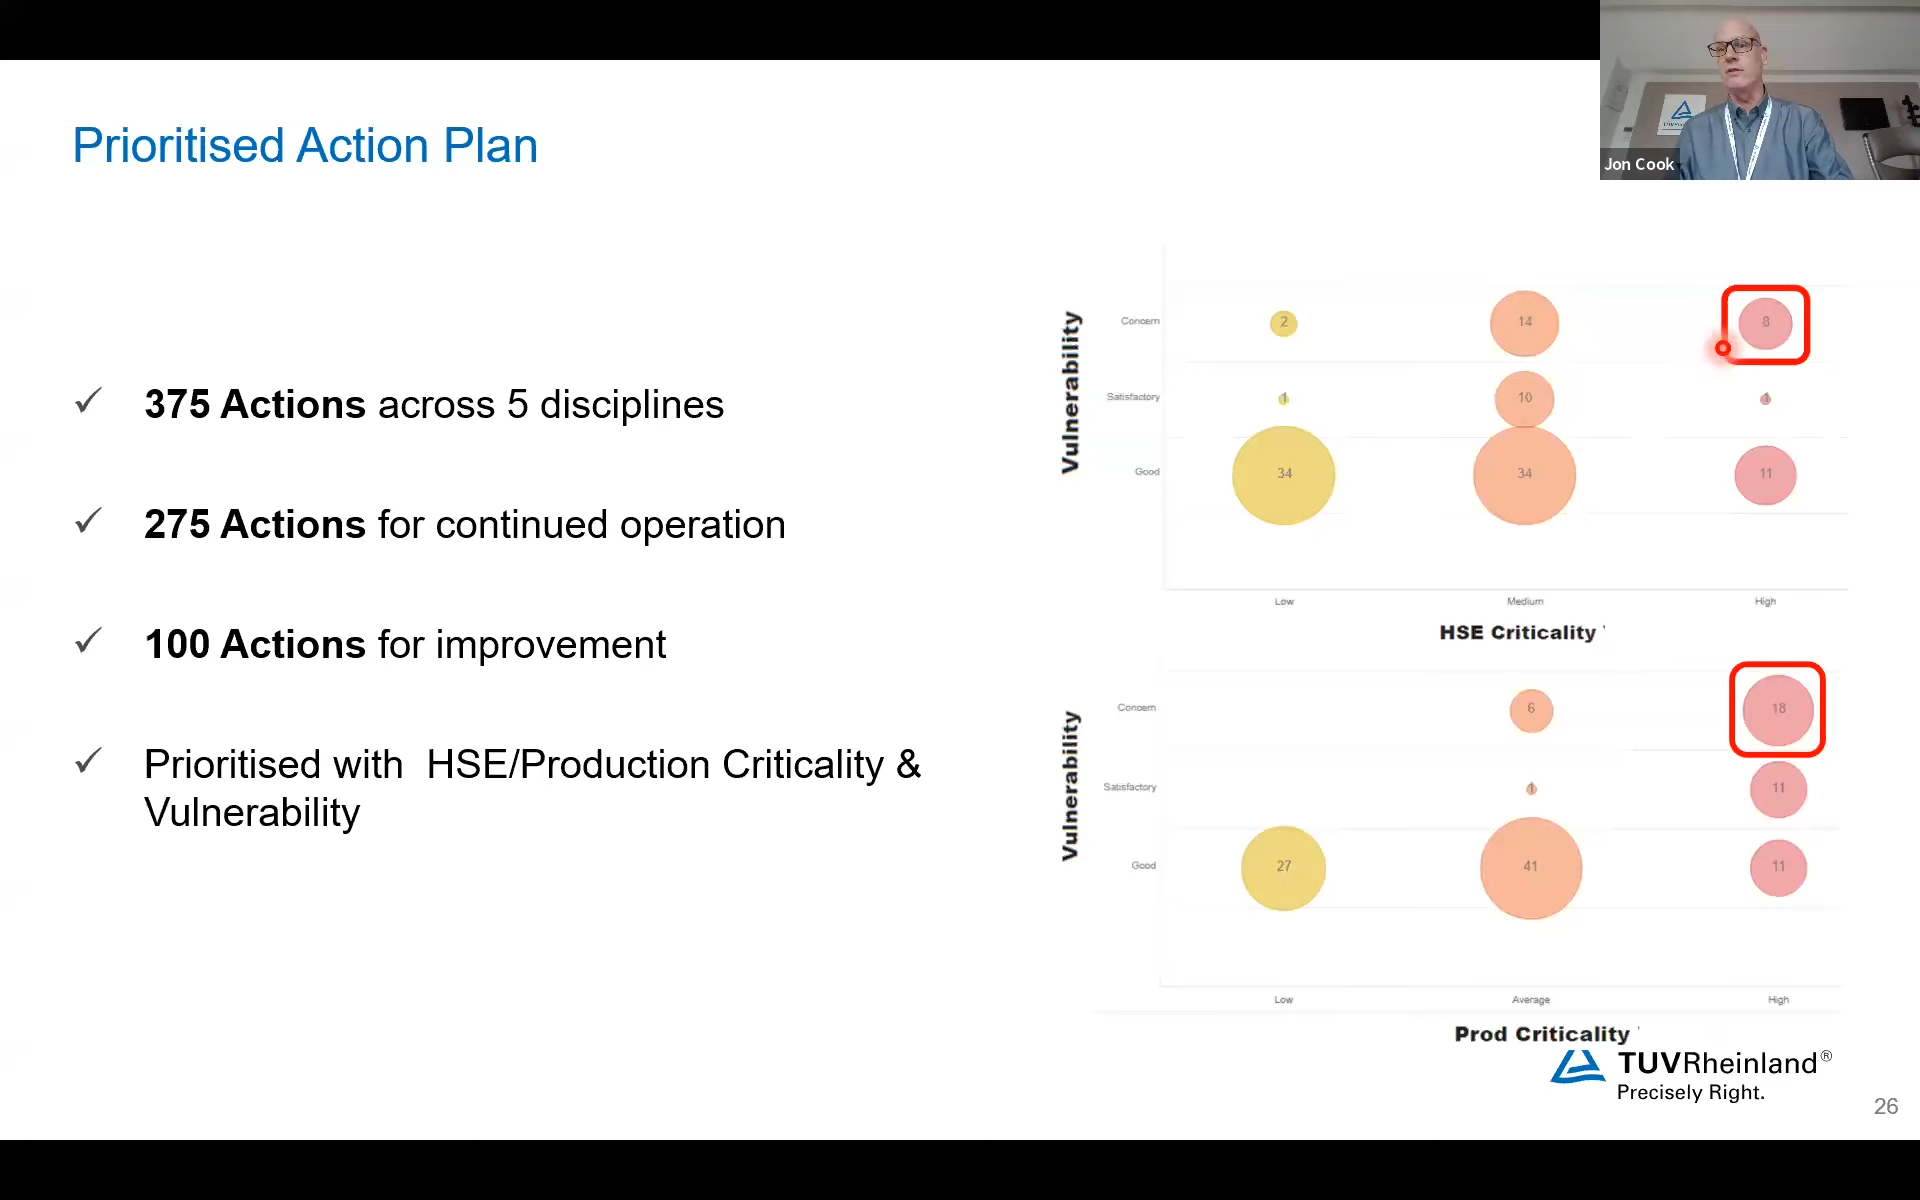 Jon Cook
Prioritised Action Plan
✓ 375 Actions across 5 disciplines
✓ 275 Actions for continued operation
✓ 100 Actions for improvement
✓ Prioritised with HSE/Production Criticality &
Vulnerability
Vulnerability
Concern 2 14 8
Satisfactory 1 10 1
Good 34 34 11
Low Medium High
HSE Criticality
Vulnerability
Concern 6 18
Satisfactory 1 11
Good 27 41 11
Low Average High
Prod Criticality
TUVRheinland®
Precisely Right.
26